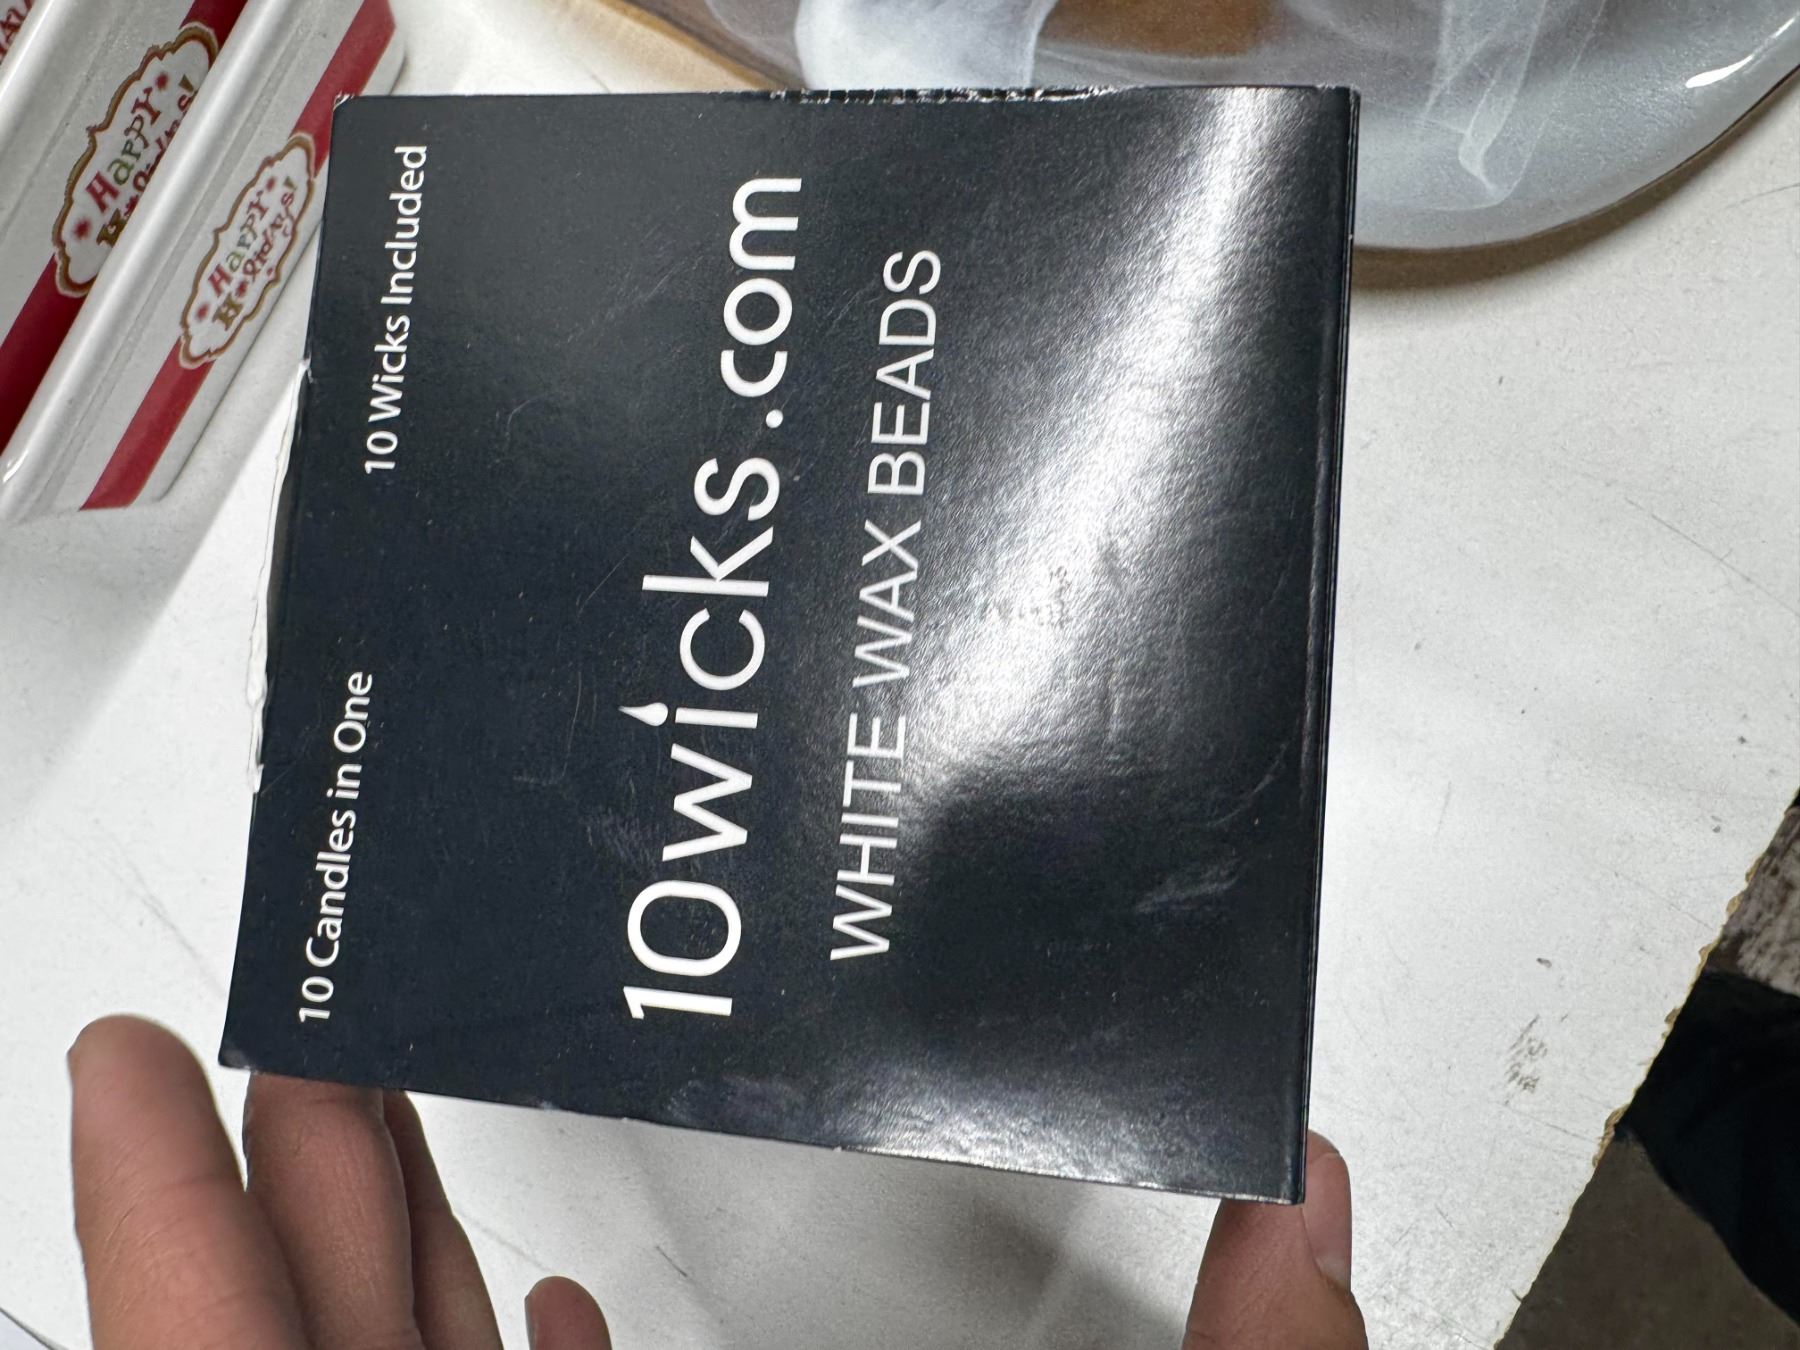 10 Candles in One
10 Wicks Included
10wicks.com
WHITE WAX BEADS
Happy
Holidays!
Happy
Holidays!